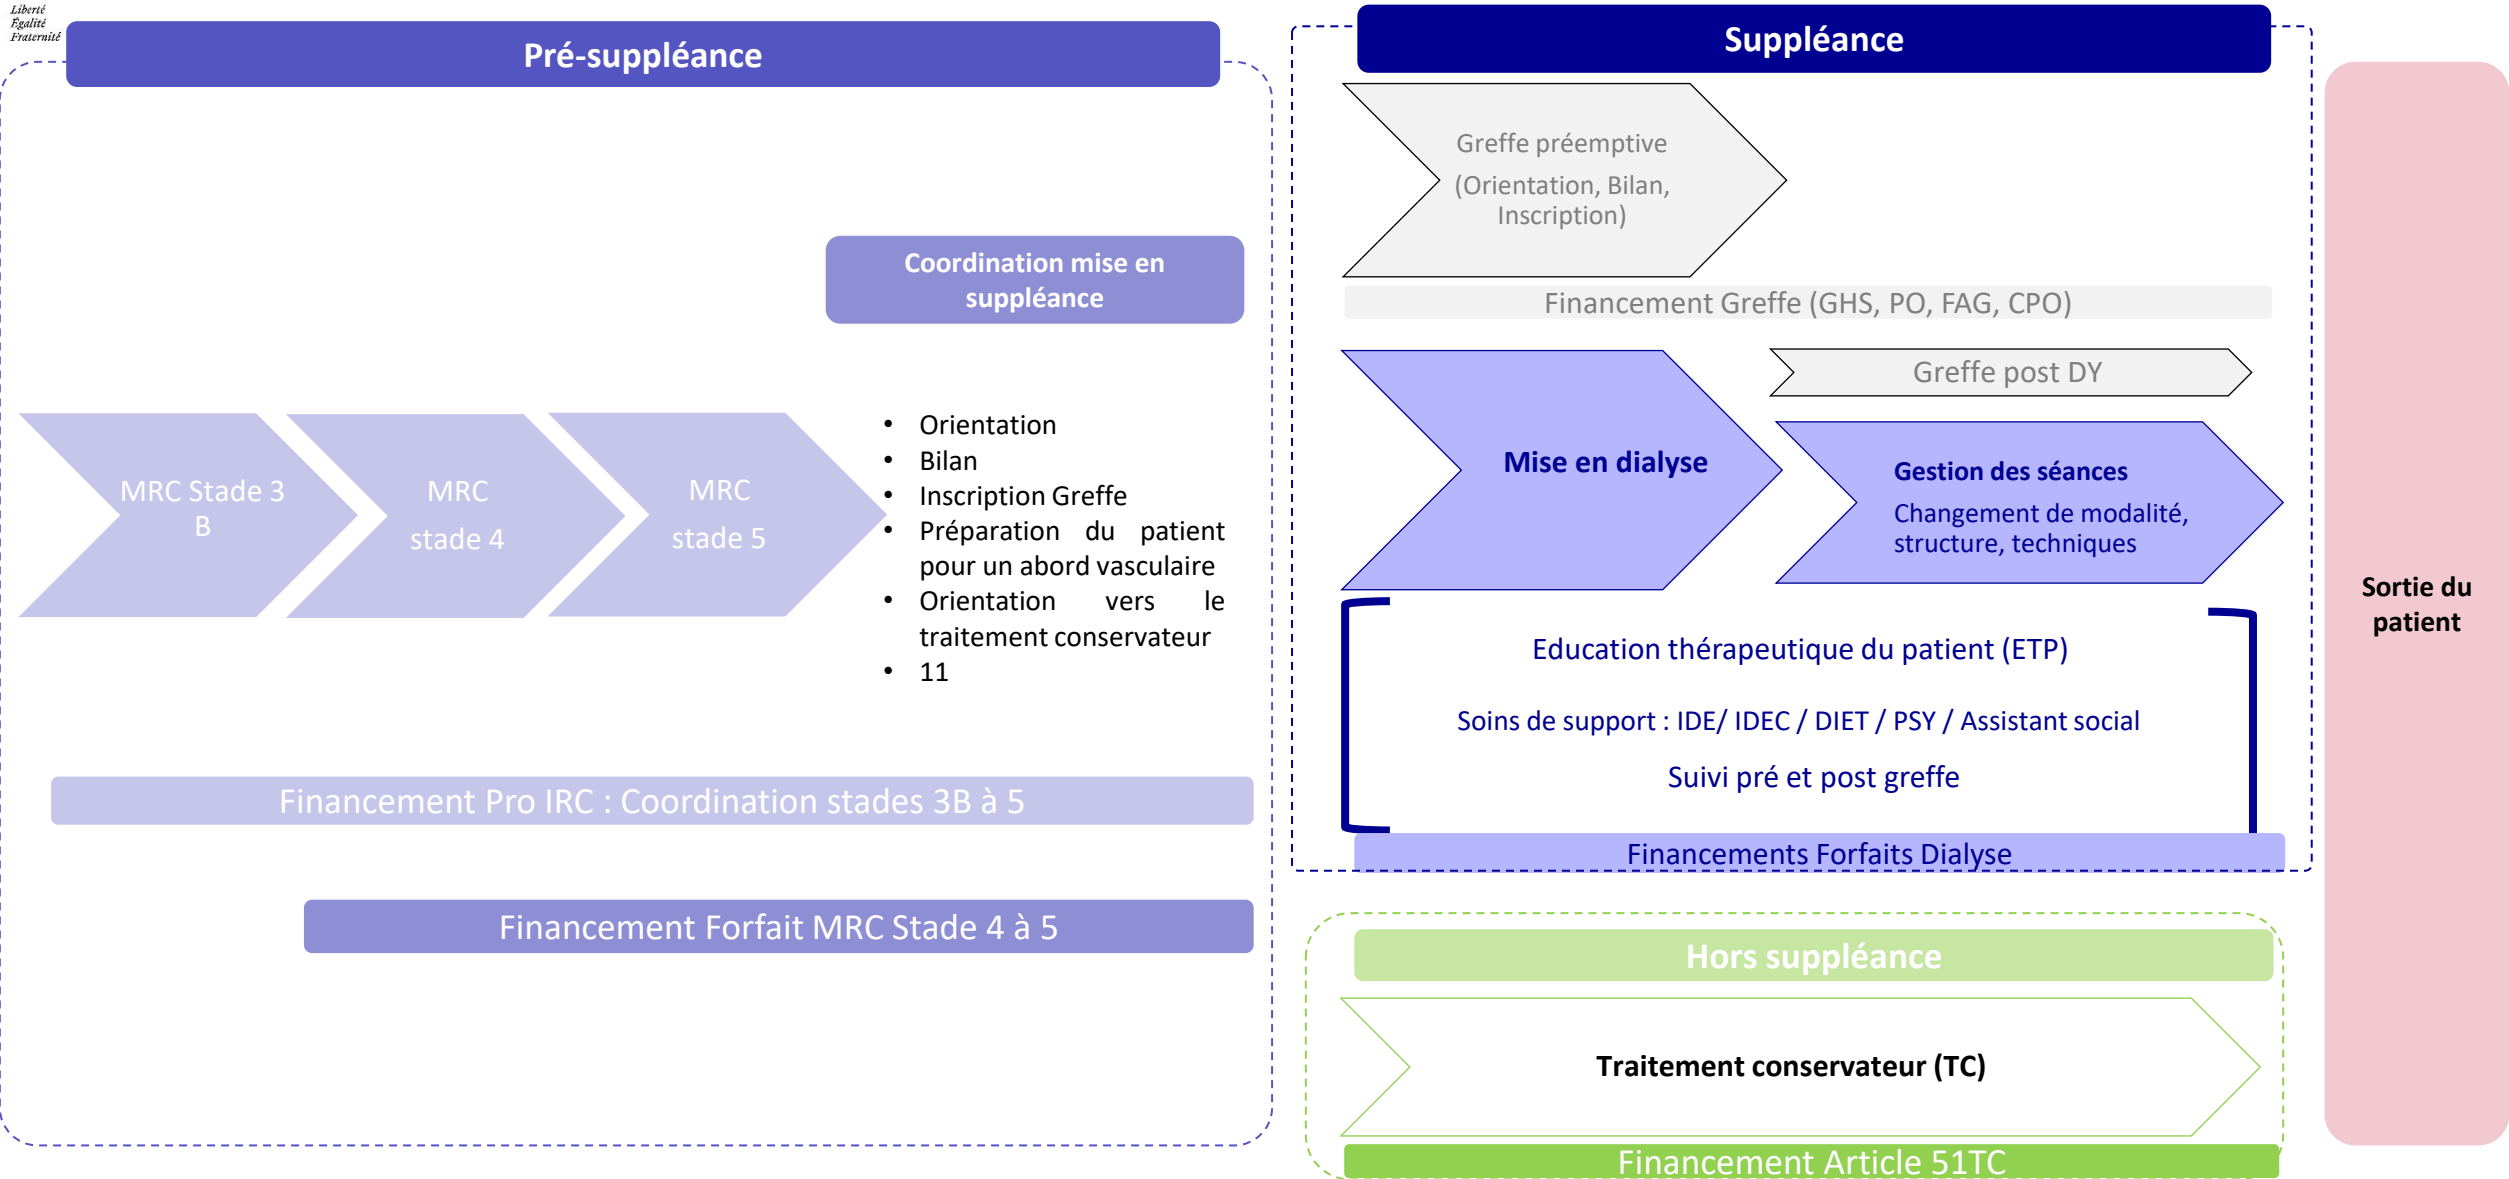 Liberté
Égalité
Fraternité
Pré-suppléance
Coordination mise en
suppléance
MRC Stade 3
B
MRC
stade 4
MRC
stade 5
• Orientation
• Bilan
• Inscription Greffe
• Préparation du patient
pour un abord vasculaire
• Orientation vers le
traitement conservateur
• 11
Financement Pro IRC : Coordination stades 3B à 5
Financement Forfait MRC Stade 4 à 5
Suppléance
Greffe préemptive
(Orientation, Bilan,
Inscription)
Financement Greffe (GHS, PO, FAG, CPO)
Greffe post DY
Mise en dialyse
Gestion des séances
Changement de modalité,
structure, techniques
Education thérapeutique du patient (ETP)
Soins de support : IDE/ IDEC / DIET / PSY / Assistant social
Suivi pré et post greffe
Financements Forfaits Dialyse
Hors suppléance
Traitement conservateur (TC)
Financement Article 51TC
Sortie du
patient